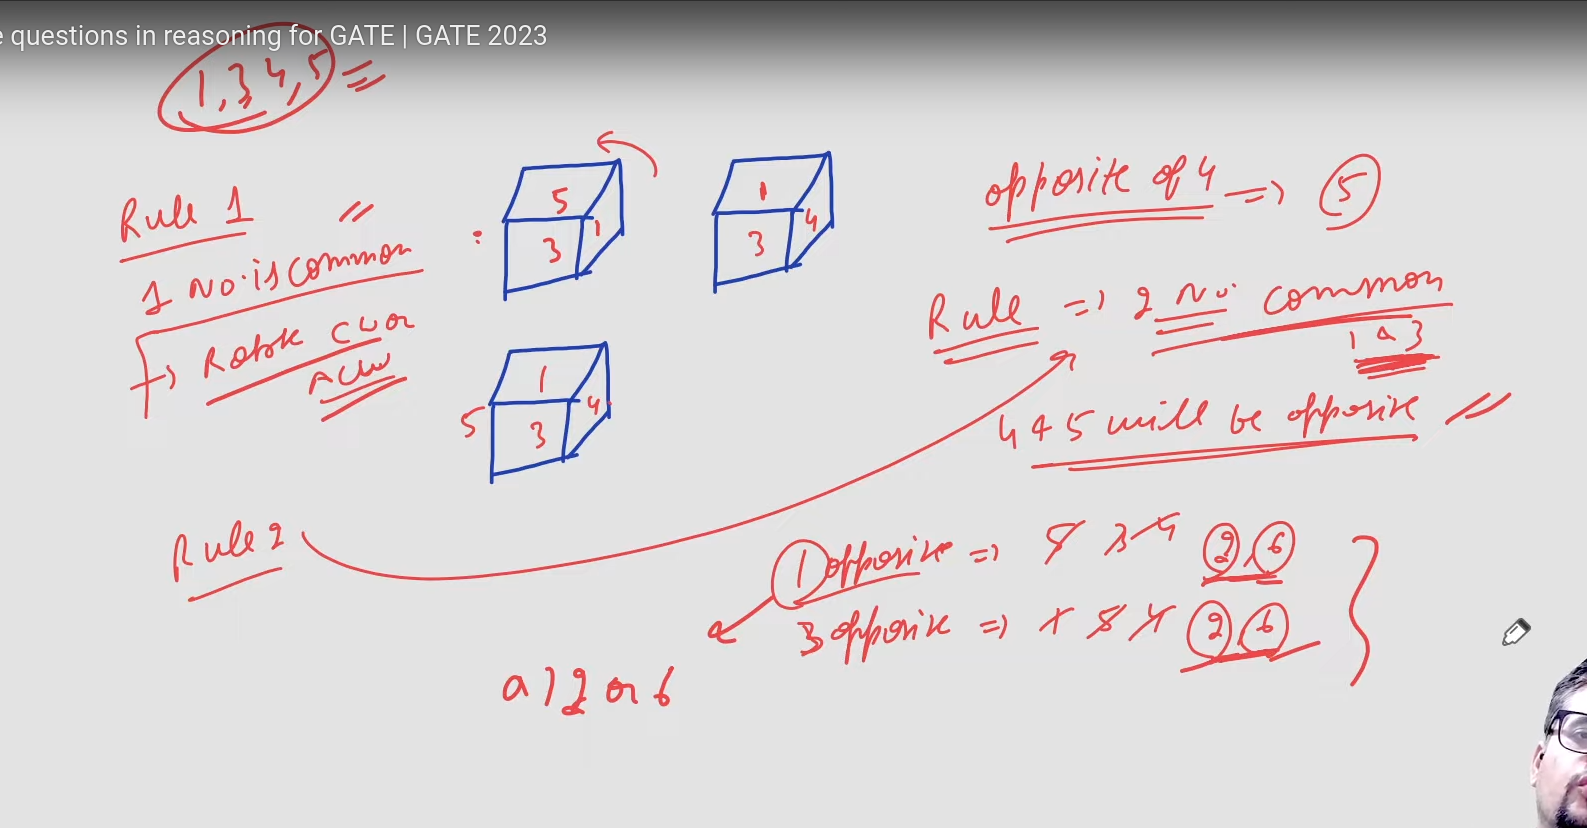 e questions in reasoning for GATE | GATE 2023
1,3,4,5 =
Rule 1
1 No. is common
→ Rotate CW or
ACW
5
3
1
1
3
4
1
5
3
4
opposite of 4 => 5
Rule => 2 No. common
1 & 3
4 & 5 will be opposite
Rule 2
1 opposite => 5 3 4 2, 6
3 opposite => 1 5 4 2, 6
a) 2 or 6